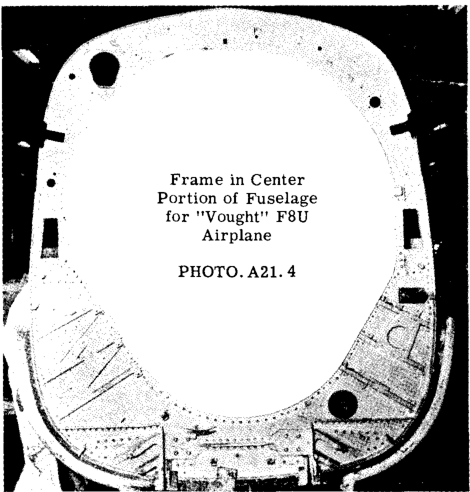 Frame in Center
Portion of Fuselage
for "Vought" F8U
Airplane
PHOTO. A21. 4